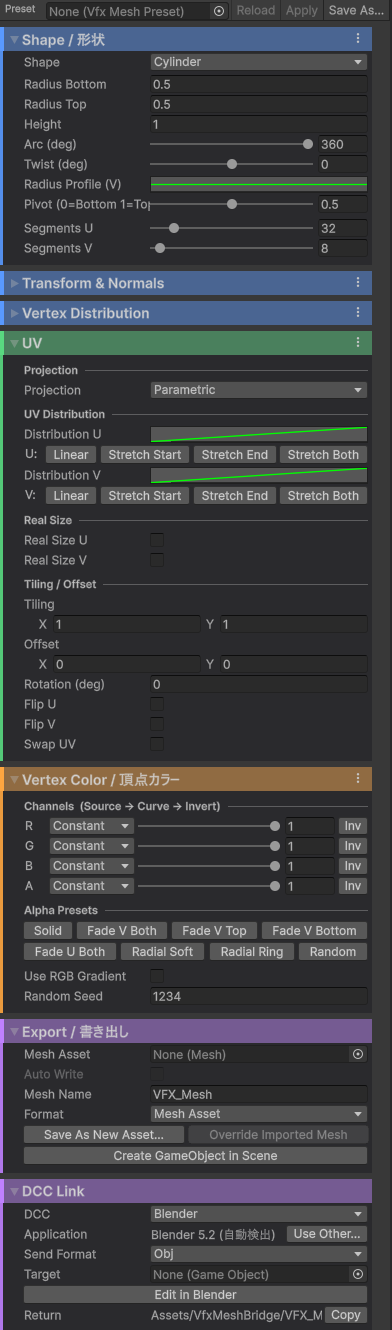 Preset None (Vfx Mesh Preset) Reload Apply Save As...
Shape / 形状
Shape Cylinder
Radius Bottom 0.5
Radius Top 0.5
Height 1
Arc (deg) 360
Twist (deg) 0
Radius Profile (V)
Pivot (0=Bottom 1=Top 0.5
Segments U 32
Segments V 8
Transform & Normals
Vertex Distribution
UV
Projection
Projection Parametric
UV Distribution
Distribution U
U: Linear Stretch Start Stretch End Stretch Both
Distribution V
V: Linear Stretch Start Stretch End Stretch Both
Real Size
Real Size U
Real Size V
Tiling / Offset
Tiling
X 1 Y 1
Offset
X 0 Y 0
Rotation (deg) 0
Flip U
Flip V
Swap UV
Vertex Color / 頂点カラー
Channels (Source → Curve → Invert)
R Constant 1 Inv
G Constant 1 Inv
B Constant 1 Inv
A Constant 1 Inv
Alpha Presets
Solid Fade V Both Fade V Top Fade V Bottom
Fade U Both Radial Soft Radial Ring Random
Use RGB Gradient
Random Seed 1234
Export / 書き出し
Mesh Asset None (Mesh)
Auto Write
Mesh Name VFX_Mesh
Format Mesh Asset
Save As New Asset... Override Imported Mesh
Create GameObject in Scene
DCC Link
DCC Blender
Application Blender 5.2 (自動検出) Use Other...
Send Format Obj
Target None (Game Object)
Edit in Blender
Return Assets/VfxMeshBridge/VFX_M Copy